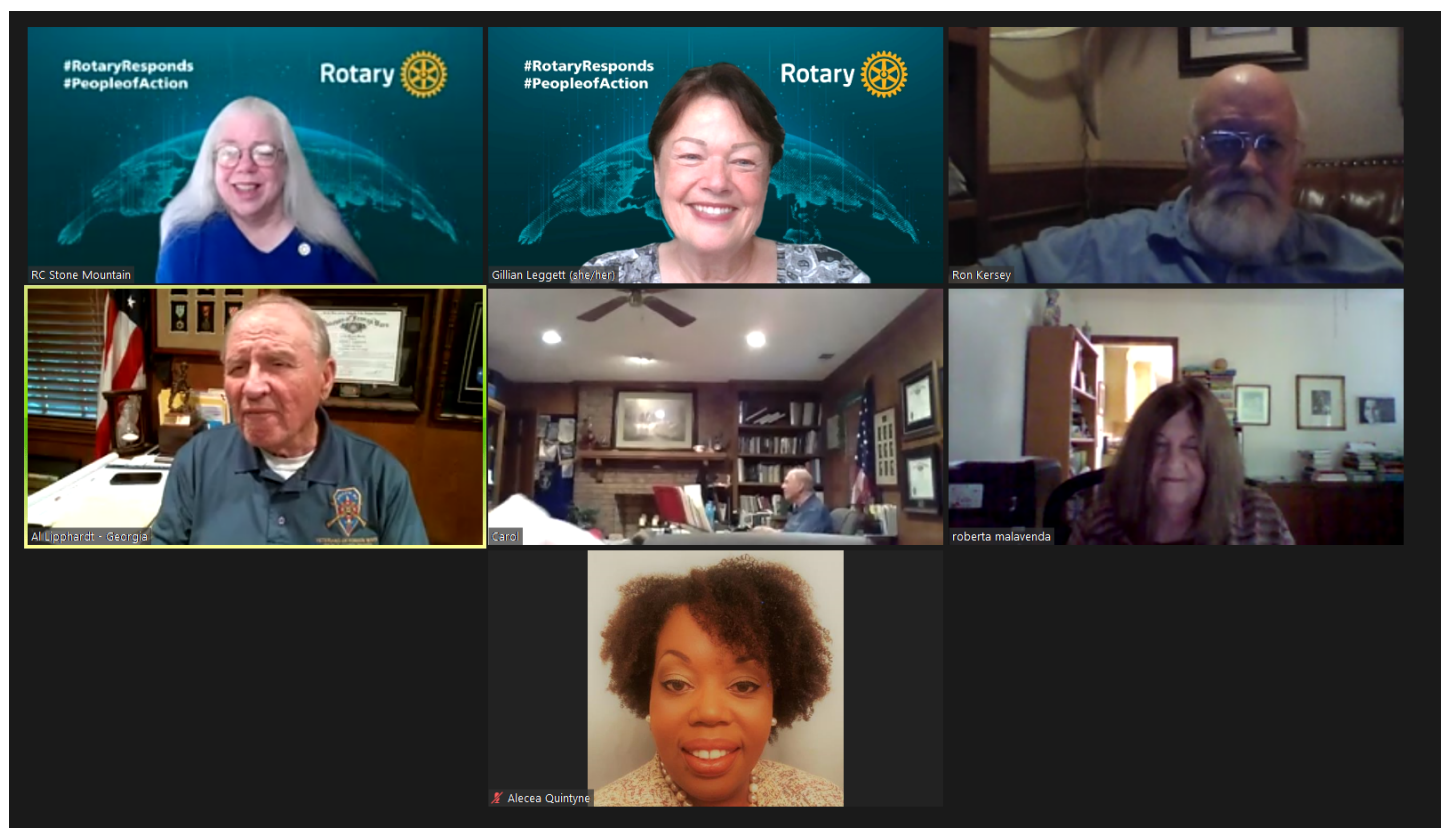 #RotaryResponds
#PeopleofAction
Rotary
RC Stone Mountain
#RotaryResponds
#PeopleofAction
Rotary
Gillian Leggett (she/her)
Ron Kersey
Al Lipphardt - Georgia
Carol
roberta malavenda
Alecea Quintyne